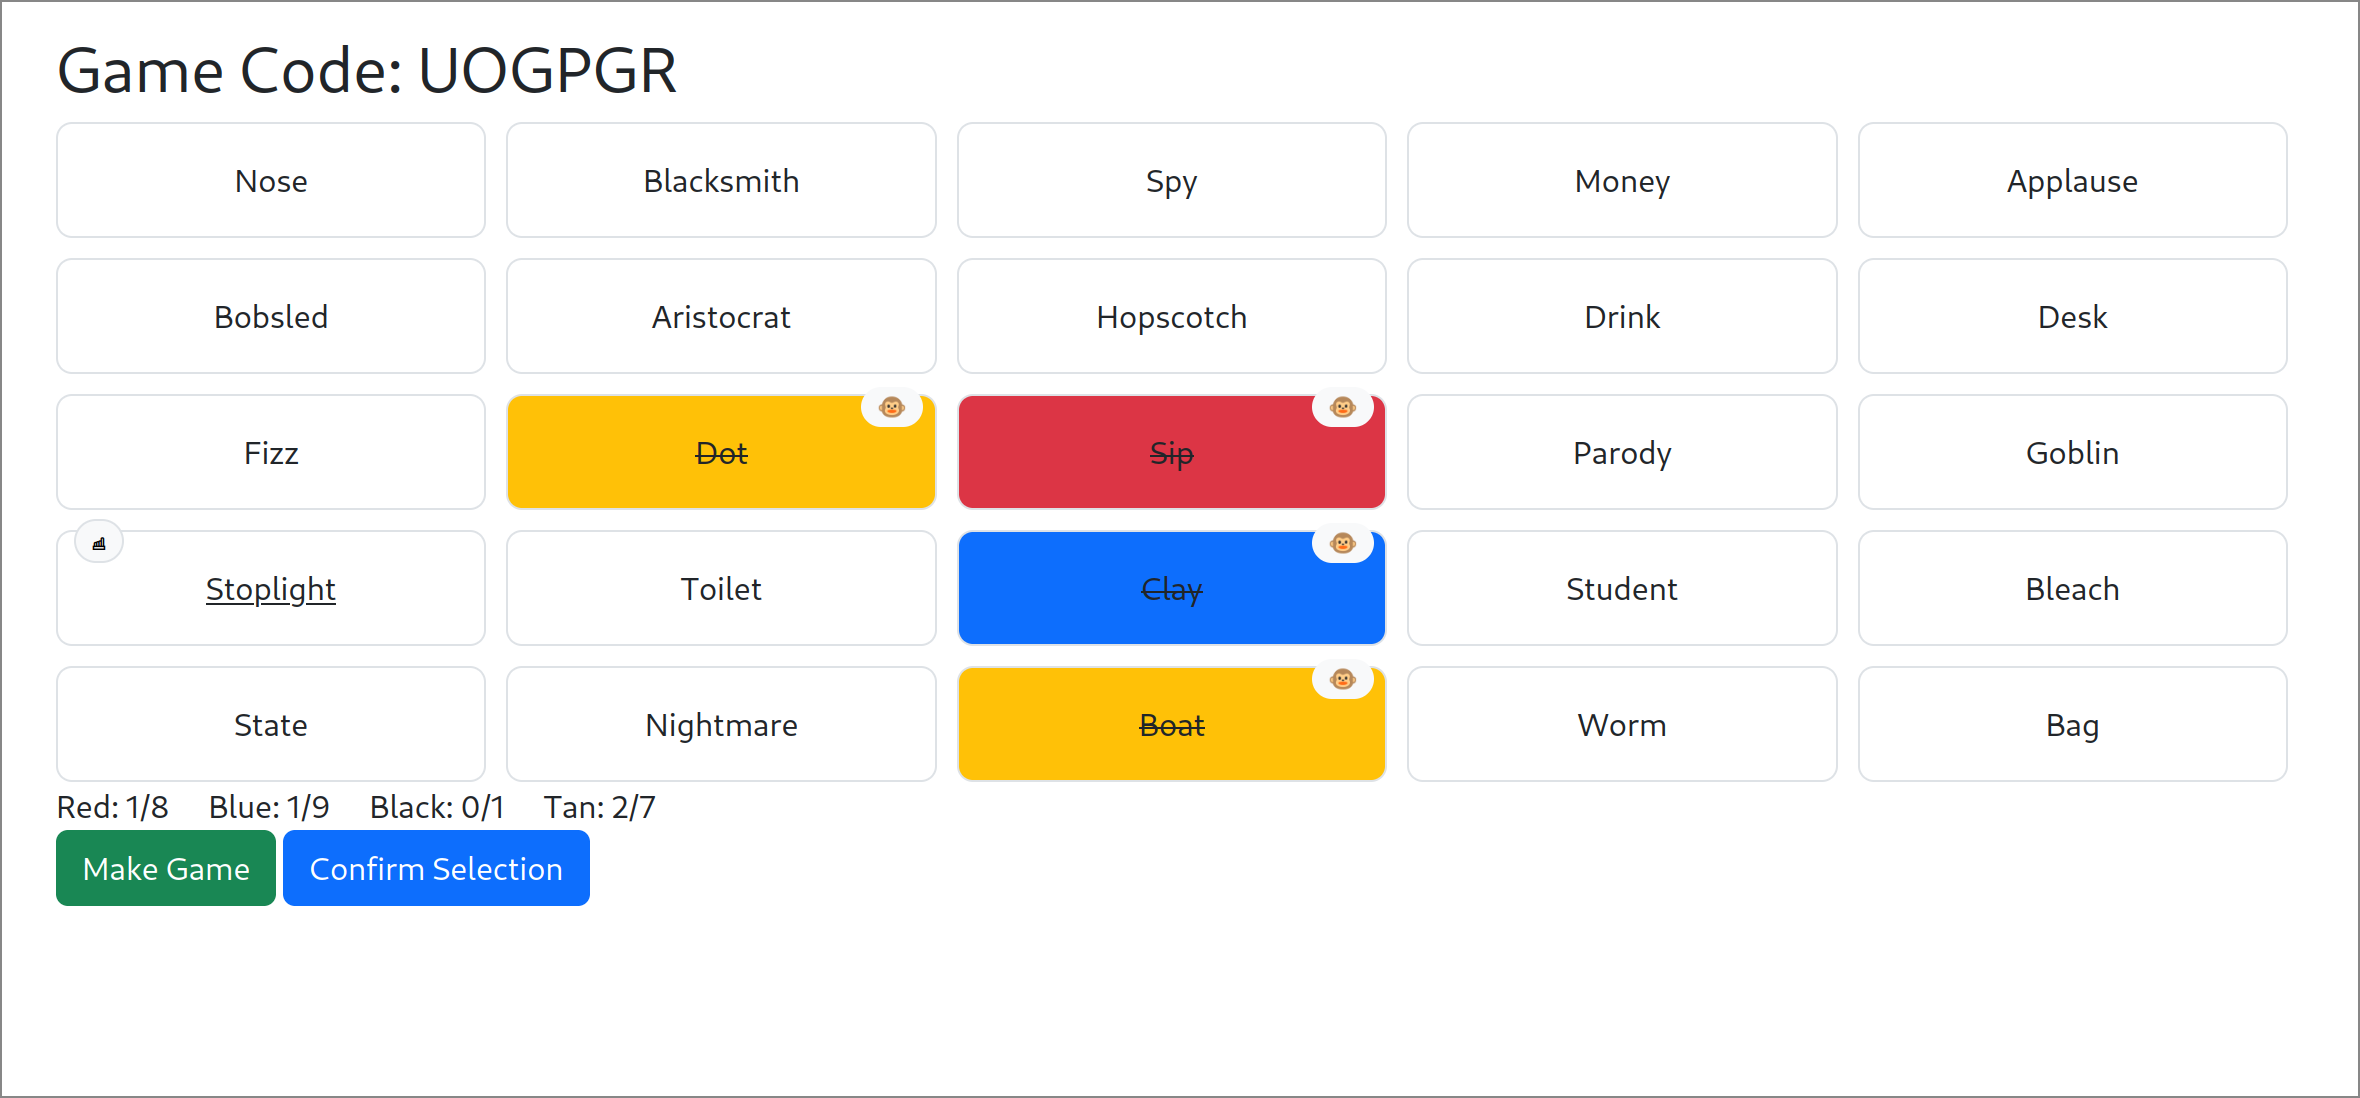 Game Code: UOGPGR
Nose Blacksmith Spy Money Applause
Bobsled Aristocrat Hopscotch Drink Desk
Fizz Dot Sip Parody Goblin
Stoplight Toilet Clay Student Bleach
State Nightmare Boat Worm Bag
Red: 1/8 Blue: 1/9 Black: 0/1 Tan: 2/7
Make Game Confirm Selection